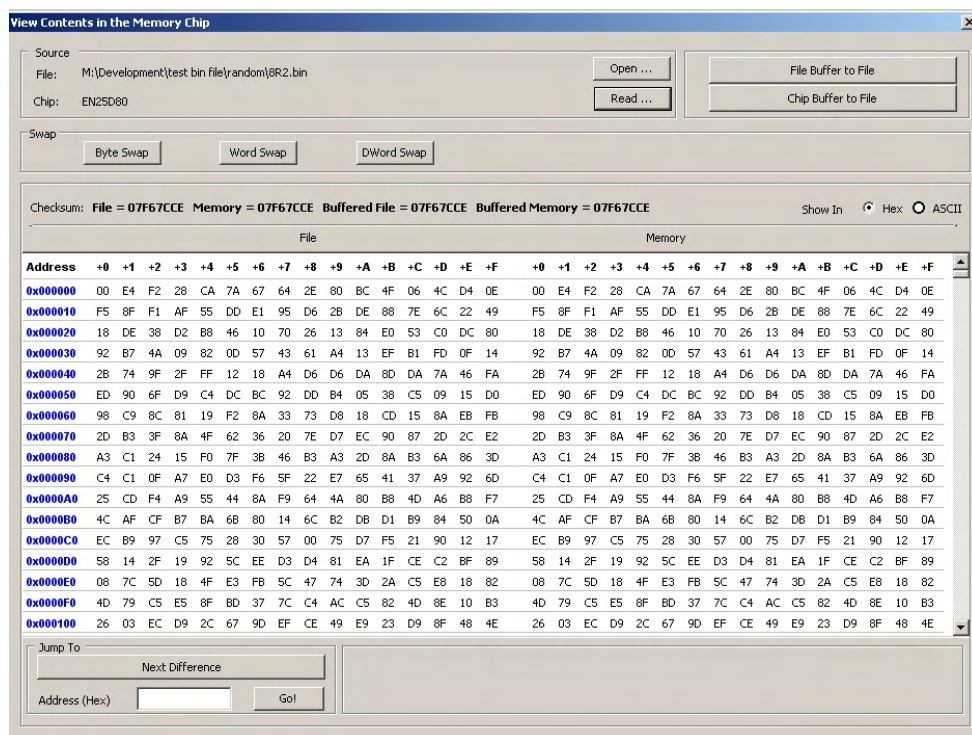 View Contents in the Memory Chip
Source
File: M:\Development\test bin file\random\8R2.bin
Open ...
File Buffer to File
Chip: EN25D80
Read ...
Chip Buffer to File
Swap
Byte Swap Word Swap DWord Swap
Checksum: File = 07F67CCE Memory = 07F67CCE Buffered File = 07F67CCE Buffered Memory = 07F67CCE Show In Hex ASCII
File Memory
Address +0 +1 +2 +3 +4 +5 +6 +7 +8 +9 +A +B +C +D +E +F +0 +1 +2 +3 +4 +5 +6 +7 +8 +9 +A +B +C +D +E +F
0x000000 00 E4 F2 28 CA 7A 67 64 2E 80 BC 4F 06 4C D4 0E 00 E4 F2 28 CA 7A 67 64 2E 80 BC 4F 06 4C D4 0E
0x000010 F5 8F F1 AF 55 DD E1 95 D6 2B DE 88 7E 6C 22 49 F5 8F F1 AF 55 DD E1 95 D6 2B DE 88 7E 6C 22 49
0x000020 18 DE 38 D2 B8 46 10 70 26 13 84 E0 53 C0 DC 80 18 DE 38 D2 B8 46 10 70 26 13 84 E0 53 C0 DC 80
0x000030 92 B7 4A 09 82 0D 57 43 61 A4 13 EF B1 FD 0F 14 92 B7 4A 09 82 0D 57 43 61 A4 13 EF B1 FD 0F 14
0x000040 2B 74 9F 2F FF 12 18 A4 D6 D6 DA 8D DA 7A 46 FA 2B 74 9F 2F FF 12 18 A4 D6 D6 DA 8D DA 7A 46 FA
0x000050 ED 90 6F D9 C4 DC BC 92 DD B4 05 38 C5 09 15 D0 ED 90 6F D9 C4 DC BC 92 DD B4 05 38 C5 09 15 D0
0x000060 98 C9 8C 81 19 F2 8A 33 73 D8 18 CD 15 8A EB FB 98 C9 8C 81 19 F2 8A 33 73 D8 18 CD 15 8A EB FB
0x000070 2D B3 3F 8A 4F 62 36 20 7E D7 EC 90 87 2D 2C E2 2D B3 3F 8A 4F 62 36 20 7E D7 EC 90 87 2D 2C E2
0x000080 A3 C1 24 15 F0 7F 3B 46 B3 A3 2D 8A B3 6A 86 3D A3 C1 24 15 F0 7F 3B 46 B3 A3 2D 8A B3 6A 86 3D
0x000090 C4 C1 0F A7 E0 D3 F6 5F 22 E7 65 41 37 A9 92 6D C4 C1 0F A7 E0 D3 F6 5F 22 E7 65 41 37 A9 92 6D
0x0000A0 25 CD F4 A9 55 44 8A F9 64 4A 80 B8 4D A6 B8 F7 25 CD F4 A9 55 44 8A F9 64 4A 80 B8 4D A6 B8 F7
0x0000B0 4C AF CF B7 BA 6B 80 14 6C B2 DB D1 B9 84 50 0A 4C AF CF B7 BA 6B 80 14 6C B2 DB D1 B9 84 50 0A
0x0000C0 EC B9 97 C5 75 28 30 57 00 75 D7 F5 21 90 12 17 EC B9 97 C5 75 28 30 57 00 75 D7 F5 21 90 12 17
0x0000D0 58 14 2F 19 92 5C EE D3 D4 81 EA 1F CE C2 BF 89 58 14 2F 19 92 5C EE D3 D4 81 EA 1F CE C2 BF 89
0x0000E0 08 7C 5D 18 4F E3 FB 5C 47 74 3D 2A C5 E8 18 82 08 7C 5D 18 4F E3 FB 5C 47 74 3D 2A C5 E8 18 82
0x0000F0 4D 79 C5 E5 8F BD 37 7C C4 AC C5 82 4D 8E 10 B3 4D 79 C5 E5 8F BD 37 7C C4 AC C5 82 4D 8E 10 B3
0x000100 26 03 EC D9 2C 67 9D EF CE 49 E9 23 D9 8F 48 4E 26 03 EC D9 2C 67 9D EF CE 49 E9 23 D9 8F 48 4E
Jump To
Next Difference
Address (Hex) Go!